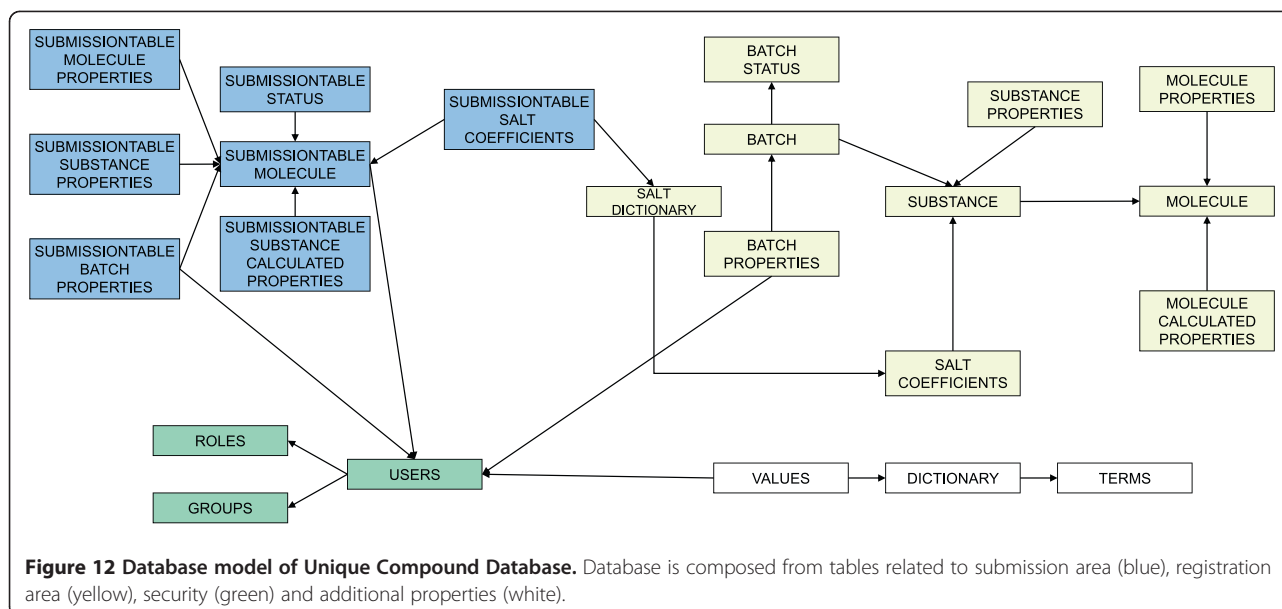 SUBMISSIONTABLE
MOLECULE
PROPERTIES
SUBMISSIONTABLE
STATUS
SUBMISSIONTABLE
SALT
COEFFICIENTS
BATCH
STATUS
SUBSTANCE
PROPERTIES
MOLECULE
PROPERTIES
SUBMISSIONTABLE
SUBSTANCE
PROPERTIES
SUBMISSIONTABLE
MOLECULE
BATCH
SALT
DICTIONARY
SUBSTANCE
MOLECULE
SUBMISSIONTABLE
BATCH
PROPERTIES
SUBMISSIONTABLE
SUBSTANCE
CALCULATED
PROPERTIES
BATCH
PROPERTIES
MOLECULE
CALCULATED
PROPERTIES
SALT
COEFFICIENTS
ROLES
USERS
GROUPS
VALUES
DICTIONARY
TERMS
Figure 12 Database model of Unique Compound Database. Database is composed from tables related to submission area (blue), registration
area (yellow), security (green) and additional properties (white).